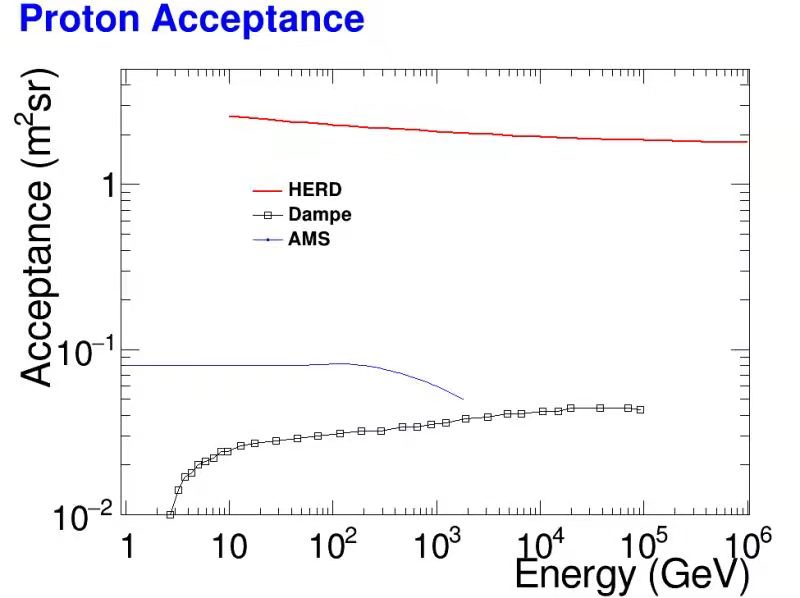 Proton Acceptance
Acceptance (m²sr)
1
10⁻¹
10⁻²
HERD
Dampe
AMS
1 10 10² 10³ 10⁴ 10⁵ 10⁶
Energy (GeV)